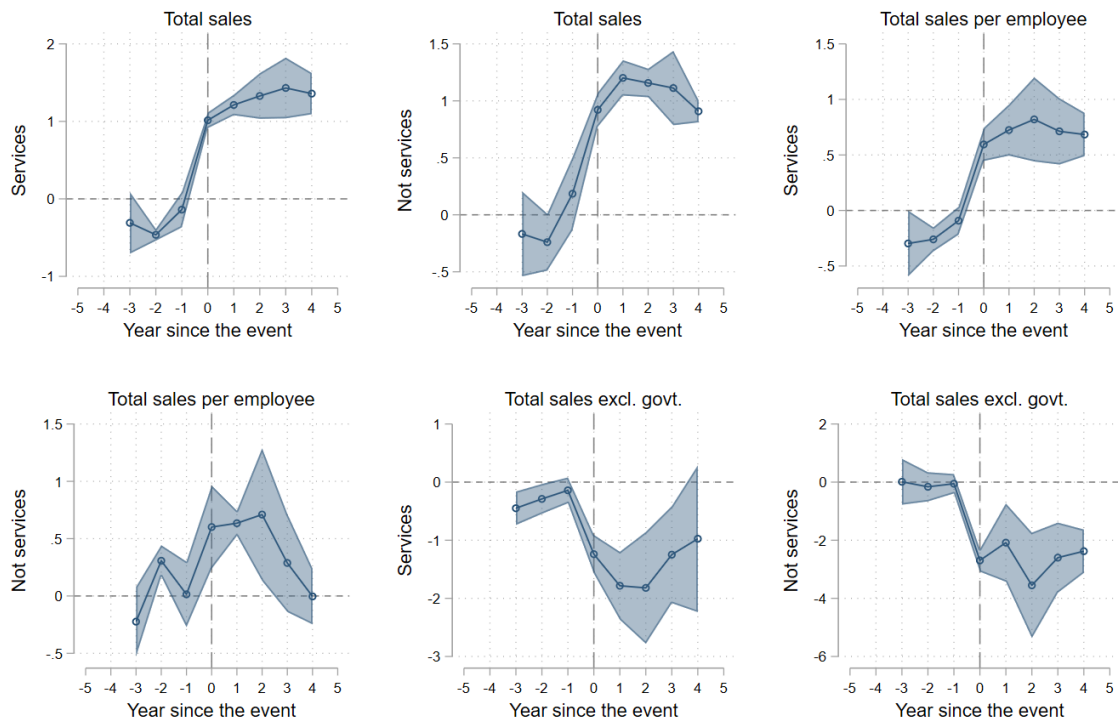 Total sales
Services
2
1
0
-1
-5 -4 -3 -2 -1 0 1 2 3 4 5
Year since the event
Total sales
Not services
1.5
1
.5
0
-.5
-5 -4 -3 -2 -1 0 1 2 3 4 5
Year since the event
Total sales per employee
Services
1.5
1
.5
0
-.5
-5 -4 -3 -2 -1 0 1 2 3 4 5
Year since the event
Total sales per employee
Not services
1.5
1
.5
0
-.5
-5 -4 -3 -2 -1 0 1 2 3 4 5
Year since the event
Total sales excl. govt.
Services
1
0
-1
-2
-3
-5 -4 -3 -2 -1 0 1 2 3 4 5
Year since the event
Total sales excl. govt.
Not services
2
0
-2
-4
-6
-5 -4 -3 -2 -1 0 1 2 3 4 5
Year since the event